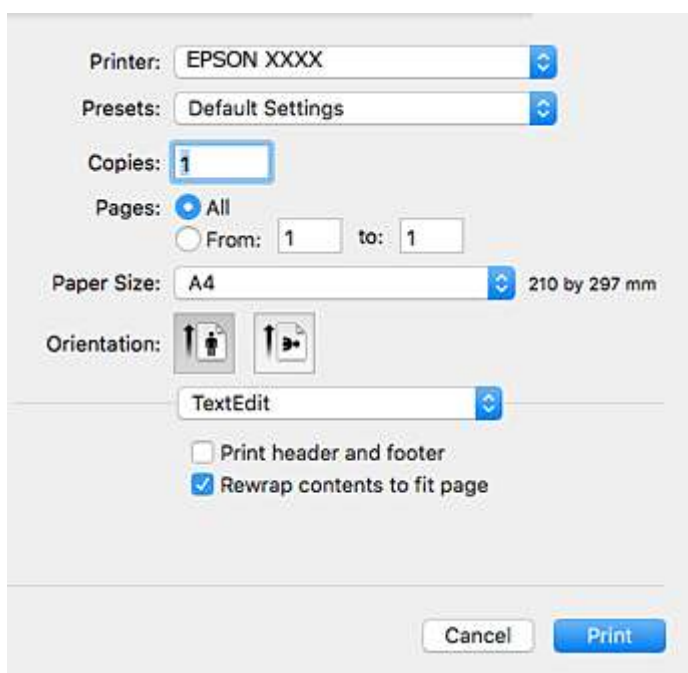 Printer: EPSON XXXX
Presets: Default Settings
Copies: 1
Pages: All
From: 1 to: 1
Paper Size: A4 210 by 297 mm
Orientation:
TextEdit
Print header and footer
Rewrap contents to fit page
Cancel Print